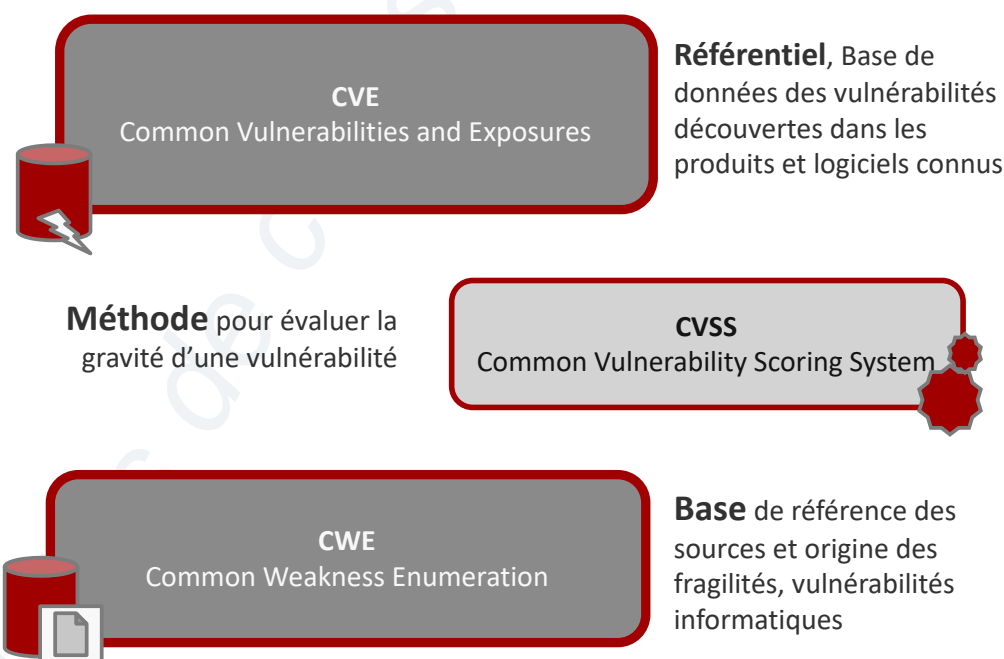 CVE
Common Vulnerabilities and Exposures
Référentiel, Base de
données des vulnérabilités
découvertes dans les
produits et logiciels connus
Méthode pour évaluer la
gravité d’une vulnérabilité
CVSS
Common Vulnerability Scoring System
CWE
Common Weakness Enumeration
Base de référence des
sources et origine des
fragilités, vulnérabilités
informatiques